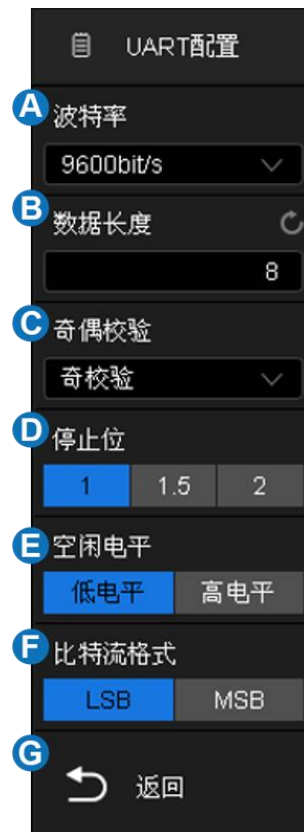 UART配置
A 波特率
9600bit/s
B 数据长度
8
C 奇偶校验
奇校验
D 停止位
1 1.5 2
E 空闲电平
低电平 高电平
F 比特流格式
LSB MSB
G
返回